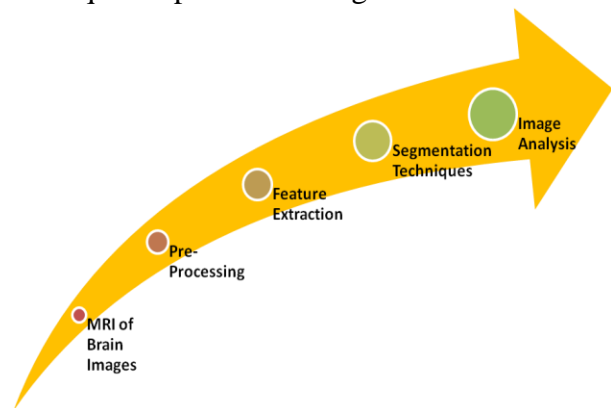 MRI of
Brain
Images
Pre-
Processing
Feature
Extraction
Segmentation
Techniques
Image
Analysis